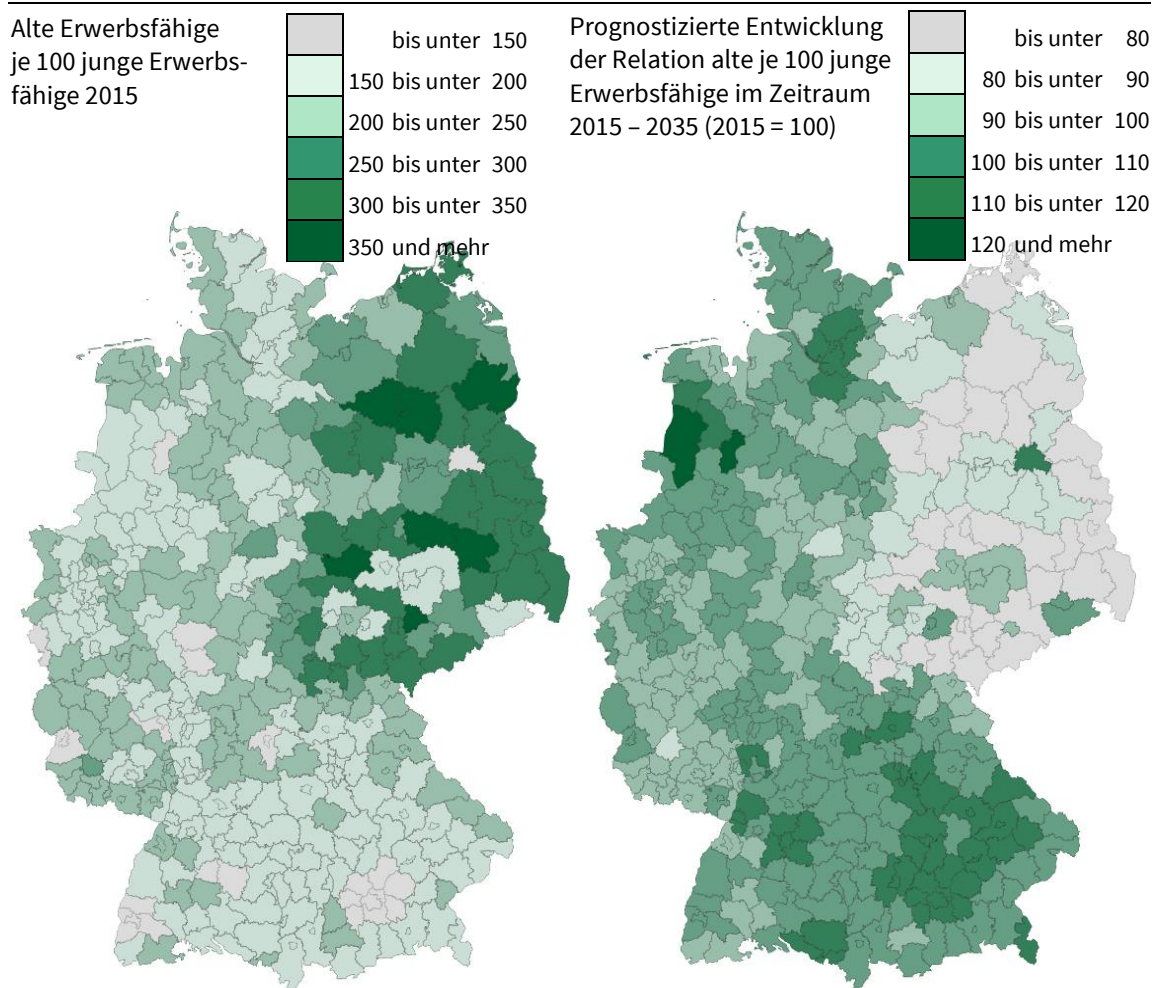 Alte Erwerbsfähige
je 100 junge Erwerbs-
fähige 2015
bis unter 150
150 bis unter 200
200 bis unter 250
250 bis unter 300
300 bis unter 350
350 und mehr
Prognostizierte Entwicklung
der Relation alte je 100 junge
Erwerbsfähige im Zeitraum
2015 – 2035 (2015 = 100)
bis unter 80
80 bis unter 90
90 bis unter 100
100 bis unter 110
110 bis unter 120
120 und mehr